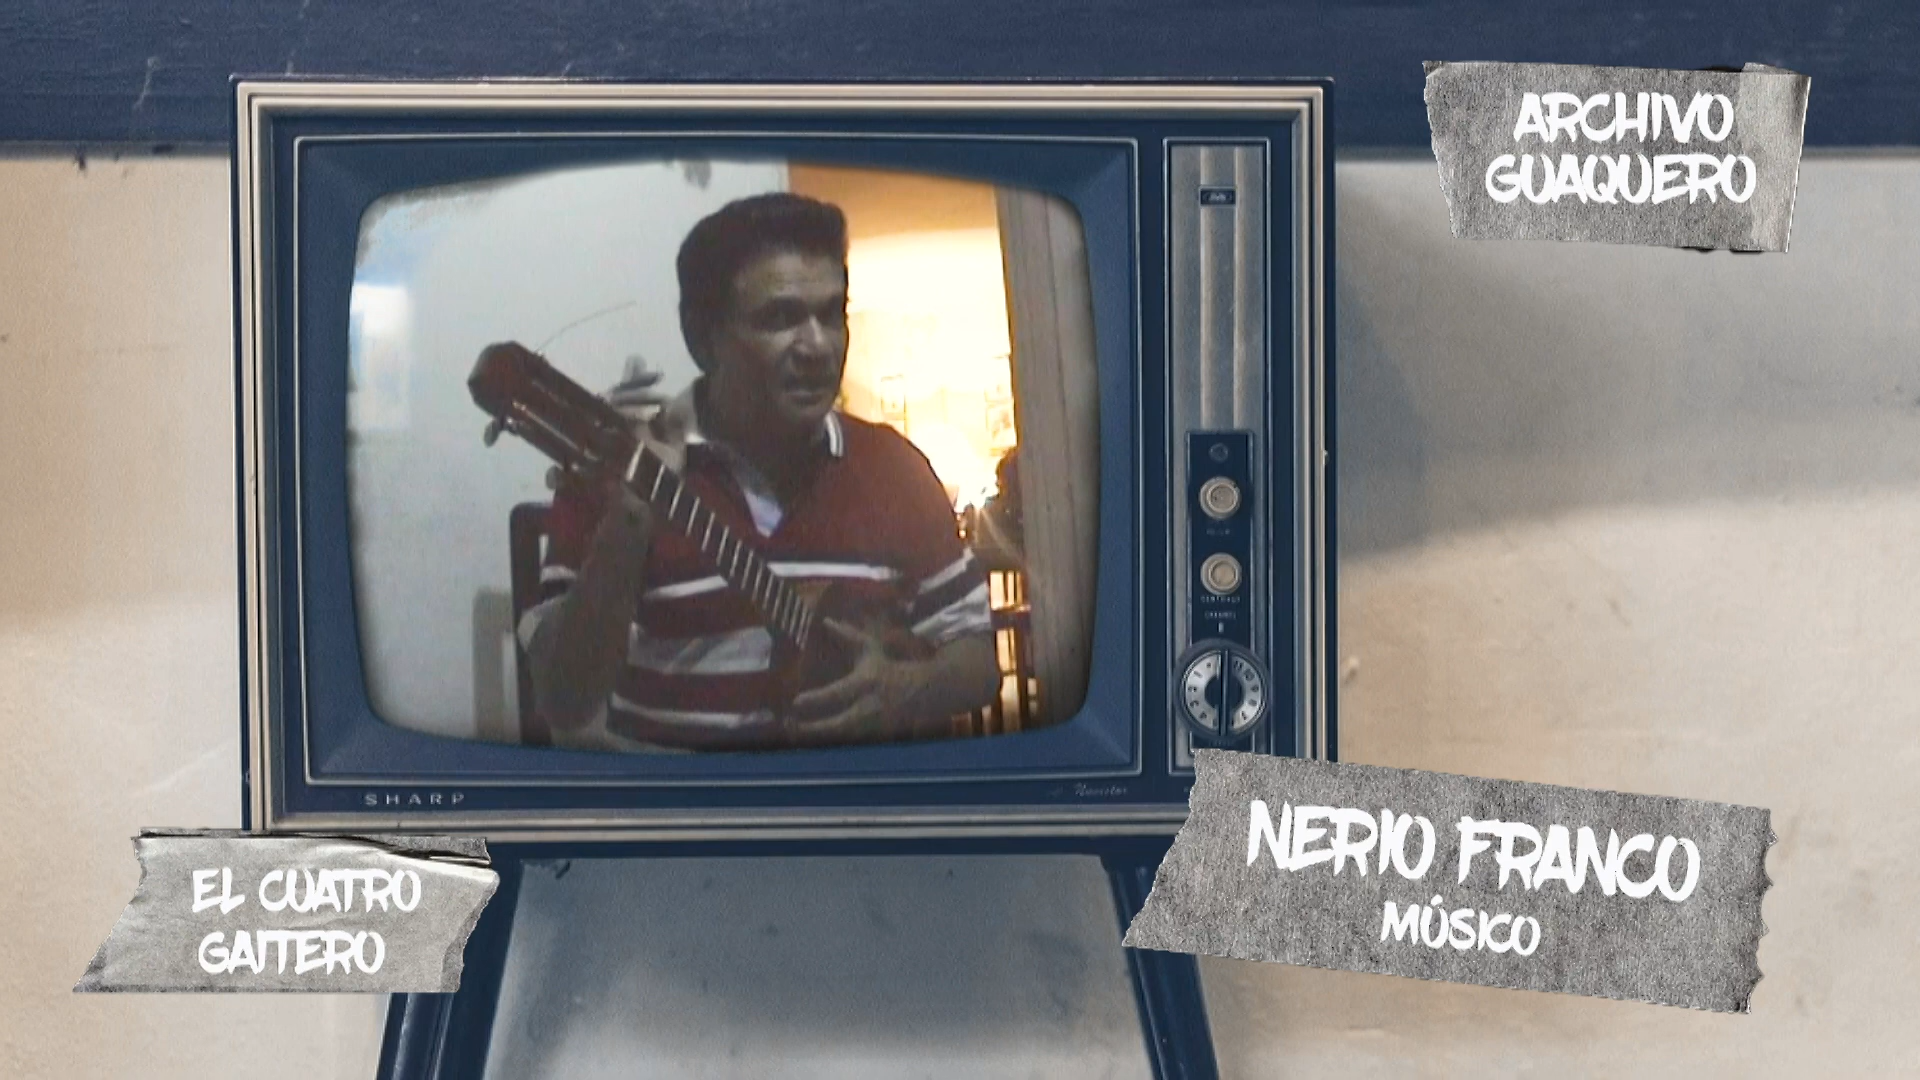 ARCHIVO
GUAQUERO
SHARP
EL CUATRO
GAITERO
NERIO FRANCO
MÚSICO